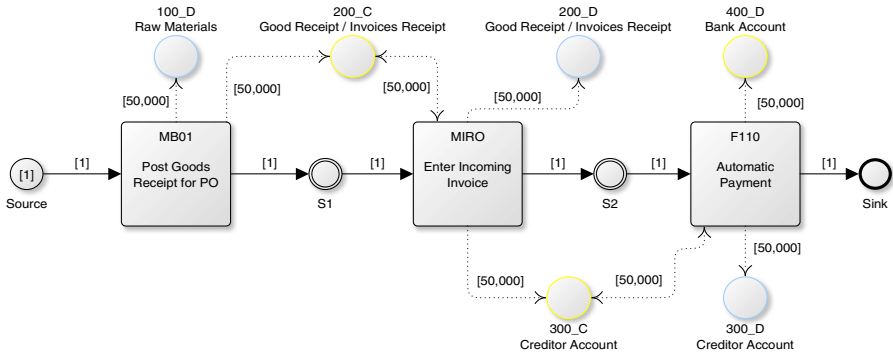 100_D
Raw Materials
200_C
Good Receipt / Invoices Receipt
200_D
Good Receipt / Invoices Receipt
400_D
Bank Account
[50,000]
[50,000]
[50,000]
[50,000]
[50,000]
MB01
Post Goods
Receipt for PO
MIRO
Enter Incoming
Invoice
F110
Automatic
Payment
[1]
[1]
[1]
[1]
[1]
[1]
[1]
Source
S1
S2
Sink
[50,000]
[50,000]
[50,000]
300_C
Creditor Account
300_D
Creditor Account